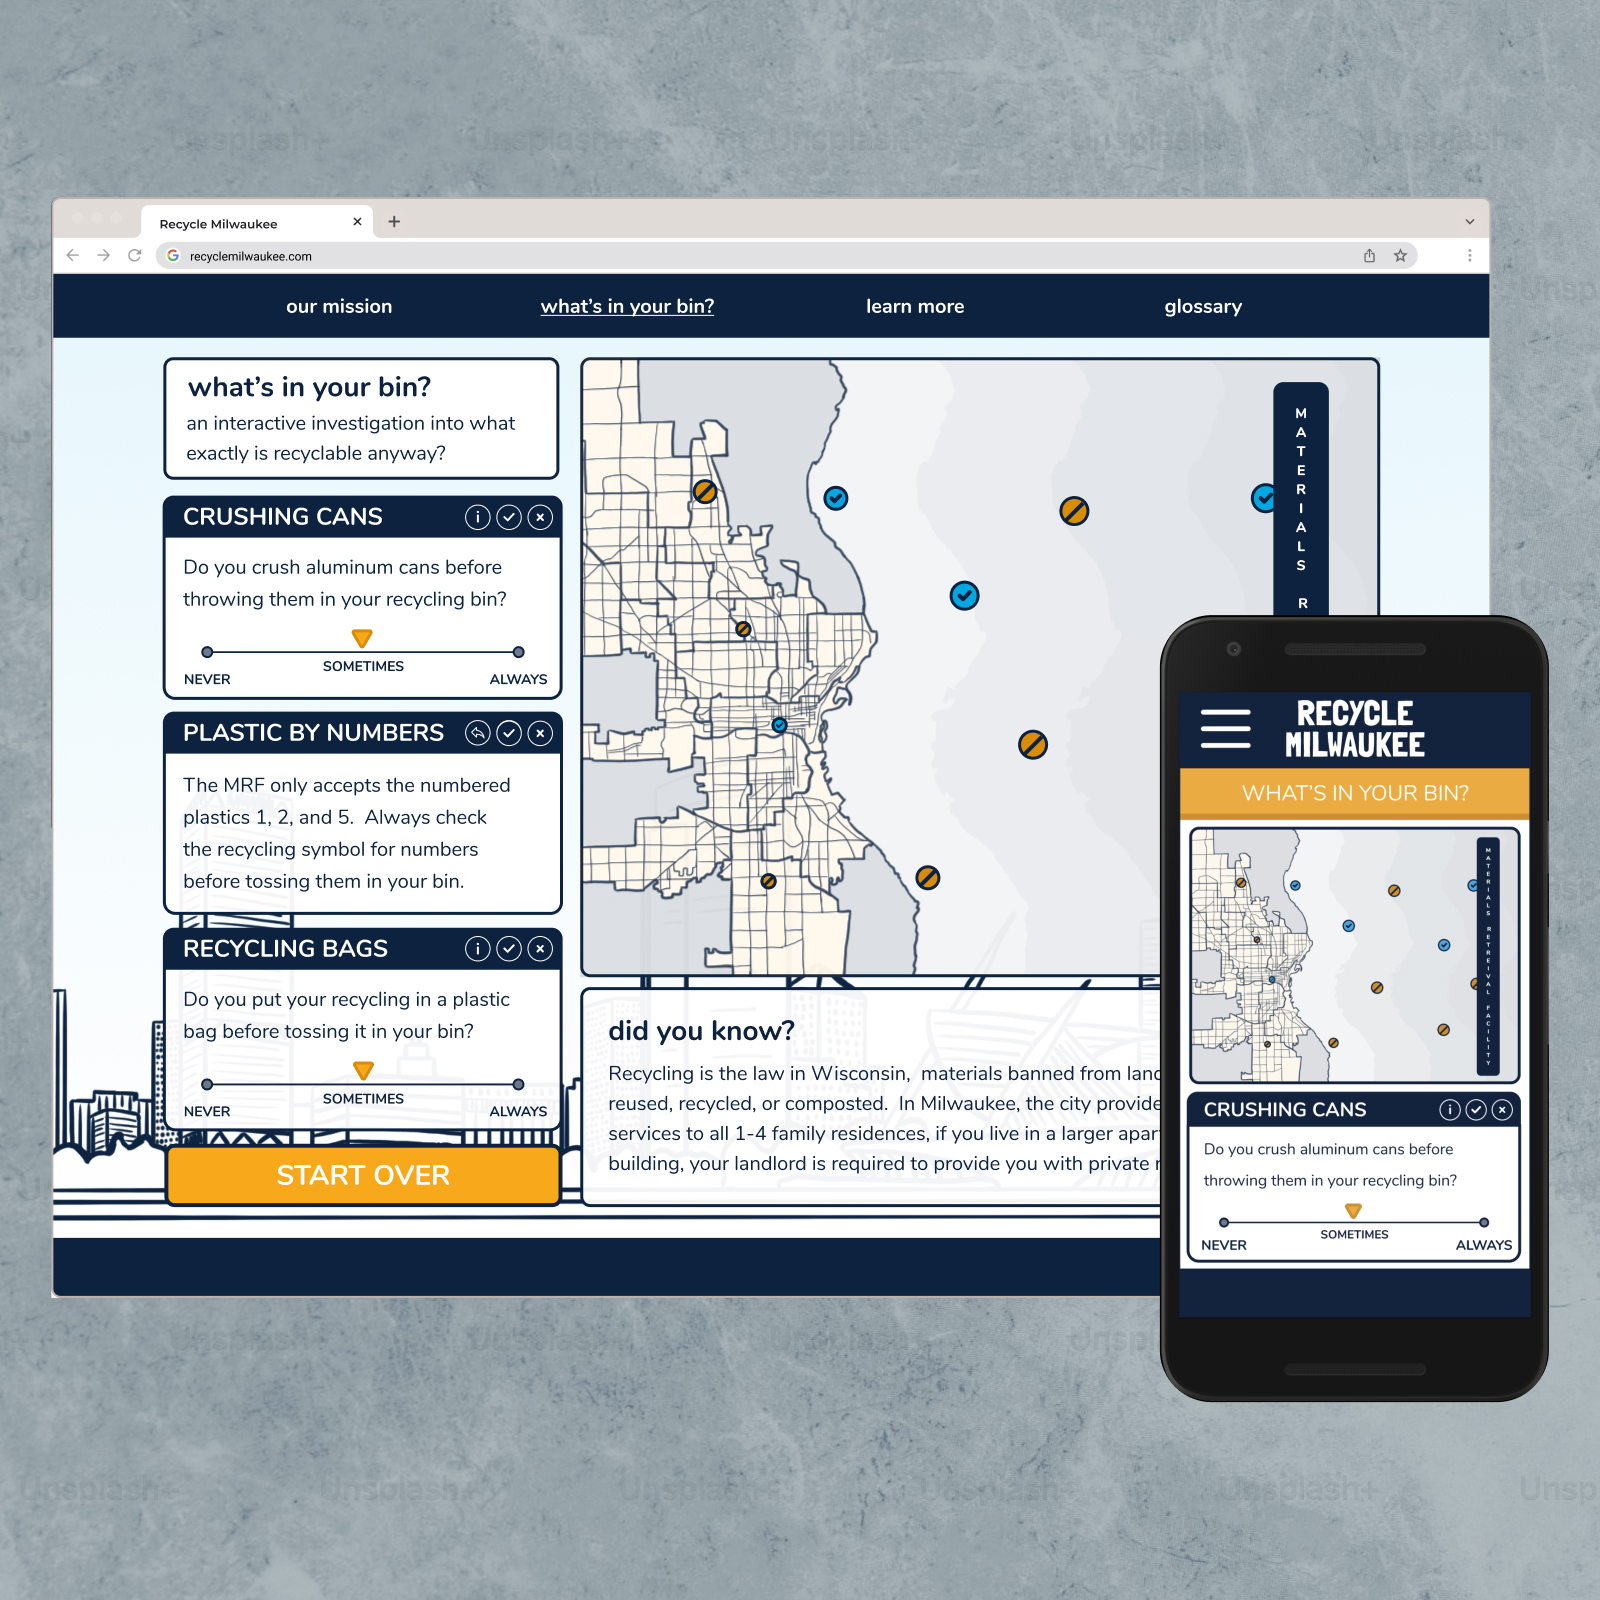 Recycle Milwaukee
recyclemilwaukee.com
our mission
what's in your bin?
learn more
glossary
what's in your bin?
an interactive investigation into what
exactly is recyclable anyway?
CRUSHING CANS
Do you crush aluminum cans before
throwing them in your recycling bin?
SOMETIMES
NEVER
ALWAYS
PLASTIC BY NUMBERS
The MRF only accepts the numbered
plastics 1, 2, and 5. Always check
the recycling symbol for numbers
before tossing them in your bin.
RECYCLING BAGS
Do you put your recycling in a plastic
bag before tossing it in your bin?
SOMETIMES
NEVER
ALWAYS
START OVER
MATERIALS R
did you know?
Recycling is the law in Wisconsin, materials banned from land
reused, recycled, or composted. In Milwaukee, the city provide
services to all 1-4 family residences, if you live in a larger apar
building, your landlord is required to provide you with private r
RECYCLE
MILWAUKEE
WHAT'S IN YOUR BIN?
MATERIALS RETREIVAL FACILITY
CRUSHING CANS
Do you crush aluminum cans before
throwing them in your recycling bin?
SOMETIMES
NEVER
ALWAYS
Unsplash+